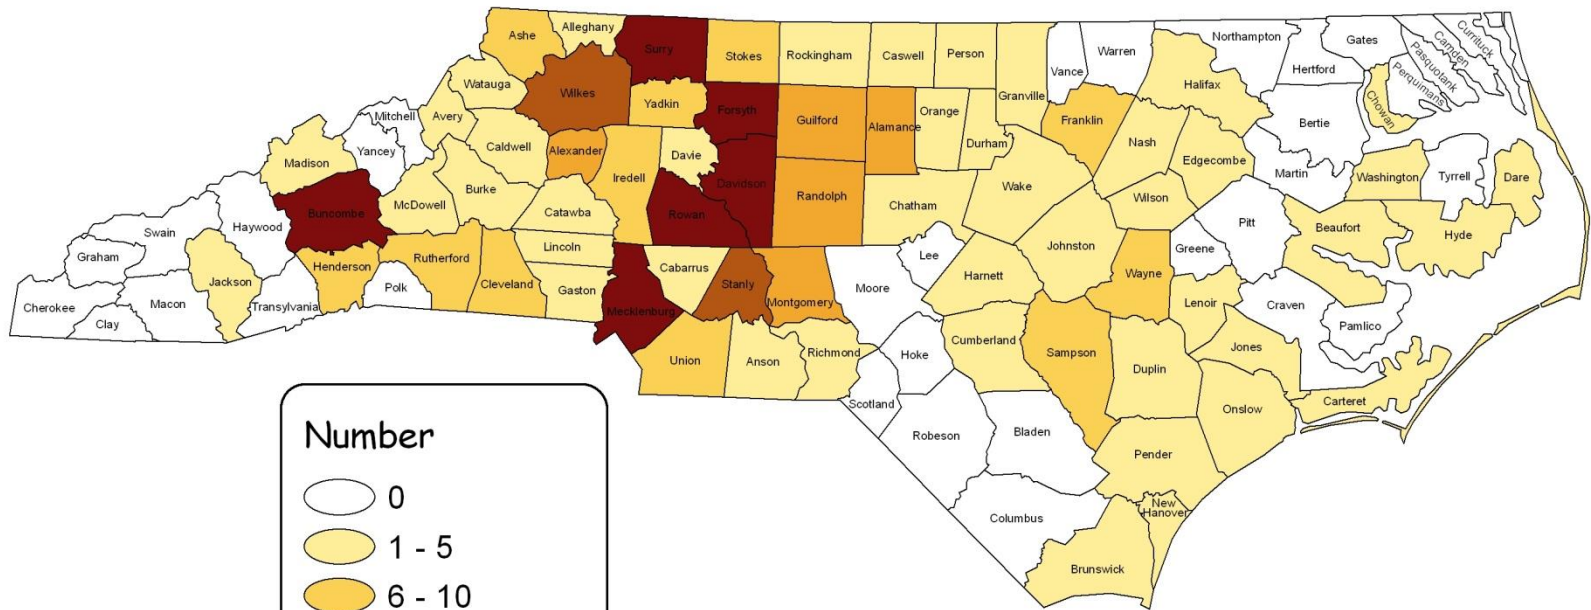 Ashe
Alleghany
Surry
Stokes
Rockingham
Caswell
Person
Vance
Warren
Northampton
Gates
Hertford
Currituck
Camden
Pasquotank
Perquimans
Chowan
Watauga
Wilkes
Yadkin
Forsyth
Guilford
Alamance
Orange
Durham
Granville
Franklin
Halifax
Bertie
Mitchell
Avery
Yancey
Madison
Caldwell
Alexander
Iredell
Davie
Davidson
Randolph
Chatham
Wake
Nash
Edgecombe
Martin
Washington
Tyrrell
Dare
Buncombe
McDowell
Burke
Catawba
Rowan
Wilson
Pitt
Beaufort
Hyde
Swain
Haywood
Graham
Jackson
Henderson
Rutherford
Cleveland
Lincoln
Gaston
Cabarrus
Stanly
Montgomery
Moore
Lee
Harnett
Johnston
Wayne
Greene
Lenoir
Craven
Pamlico
Cherokee
Clay
Macon
Transylvania
Polk
Mecklenburg
Union
Anson
Richmond
Hoke
Cumberland
Sampson
Duplin
Jones
Onslow
Carteret
Scotland
Robeson
Bladen
Pender
Columbus
New
Hanover
Brunswick
Number
0
1 - 5
6 - 10